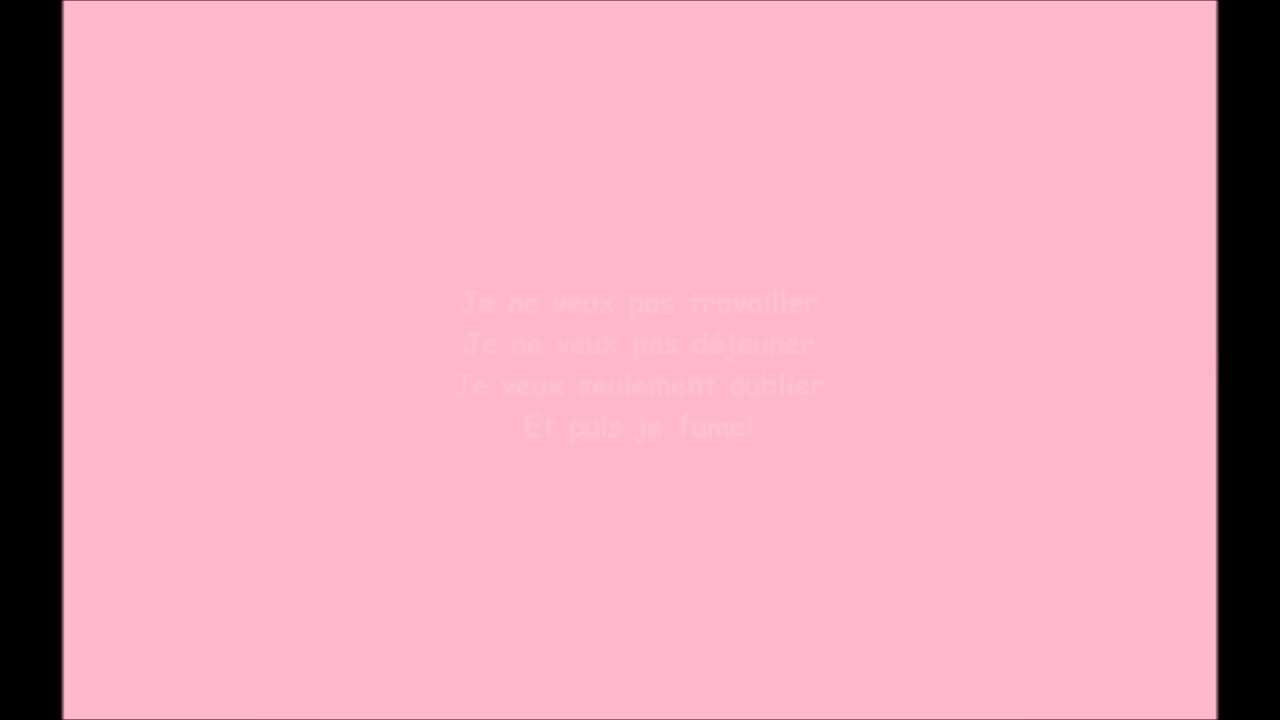 Je ne veux pas travailler
Je ne veux pas déjeuner
Je veux seulement oublier
Et puis je fume!